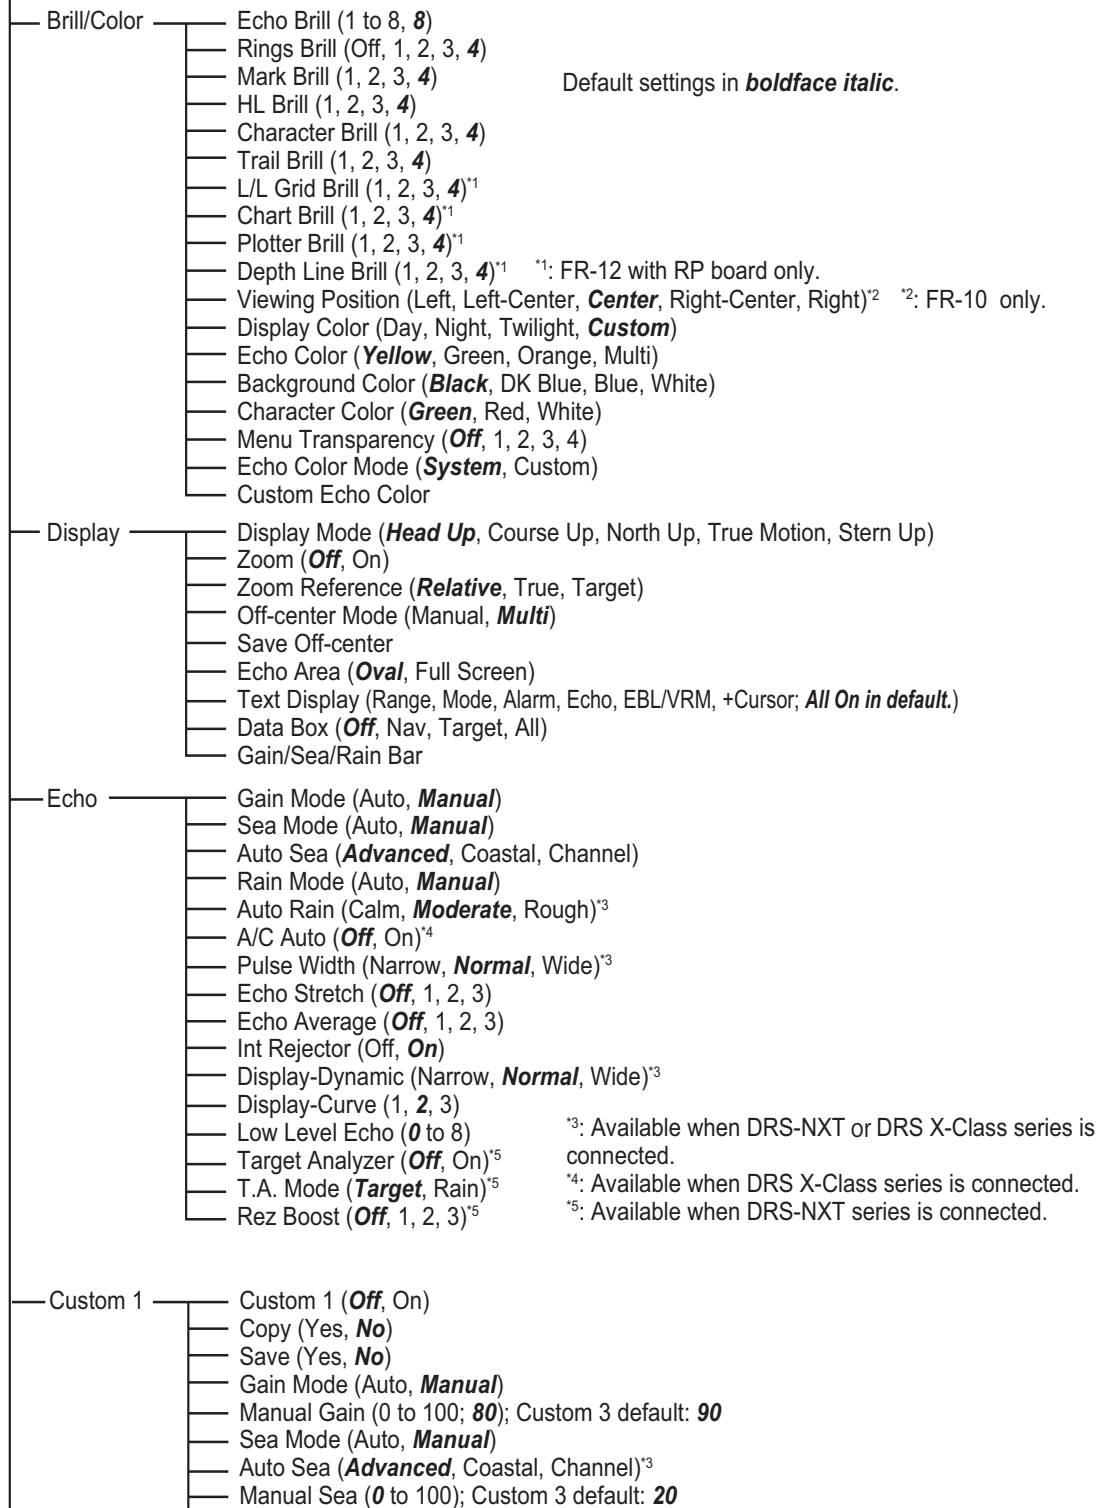 Brill/Color
Echo Brill (1 to 8, 8)
Rings Brill (Off, 1, 2, 3, 4)
Mark Brill (1, 2, 3, 4)
Default settings in boldface italic.
HL Brill (1, 2, 3, 4)
Character Brill (1, 2, 3, 4)
Trail Brill (1, 2, 3, 4)
L/L Grid Brill (1, 2, 3, 4)*1
Chart Brill (1, 2, 3, 4)*1
Plotter Brill (1, 2, 3, 4)*1
Depth Line Brill (1, 2, 3, 4)*1 *1: FR-12 with RP board only.
Viewing Position (Left, Left-Center, Center, Right-Center, Right)*2 *2: FR-10 only.
Display Color (Day, Night, Twilight, Custom)
Echo Color (Yellow, Green, Orange, Multi)
Background Color (Black, DK Blue, Blue, White)
Character Color (Green, Red, White)
Menu Transparency (Off, 1, 2, 3, 4)
Echo Color Mode (System, Custom)
Custom Echo Color
Display
Display Mode (Head Up, Course Up, North Up, True Motion, Stern Up)
Zoom (Off, On)
Zoom Reference (Relative, True, Target)
Off-center Mode (Manual, Multi)
Save Off-center
Echo Area (Oval, Full Screen)
Text Display (Range, Mode, Alarm, Echo, EBL/VRM, +Cursor; All On in default.)
Data Box (Off, Nav, Target, All)
Gain/Sea/Rain Bar
Echo
Gain Mode (Auto, Manual)
Sea Mode (Auto, Manual)
Auto Sea (Advanced, Coastal, Channel)
Rain Mode (Auto, Manual)
Auto Rain (Calm, Moderate, Rough)*3
A/C Auto (Off, On)*4
Pulse Width (Narrow, Normal, Wide)*3
Echo Stretch (Off, 1, 2, 3)
Echo Average (Off, 1, 2, 3)
Int Rejector (Off, On)
Display-Dynamic (Narrow, Normal, Wide)*3
Display-Curve (1, 2, 3)
Low Level Echo (0 to 8)
Target Analyzer (Off, On)*5
T.A. Mode (Target, Rain)*5
Rez Boost (Off, 1, 2, 3)*5
*3: Available when DRS-NXT or DRS X-Class series is
connected.
*4: Available when DRS X-Class series is connected.
*5: Available when DRS-NXT series is connected.
Custom 1
Custom 1 (Off, On)
Copy (Yes, No)
Save (Yes, No)
Gain Mode (Auto, Manual)
Manual Gain (0 to 100; 80); Custom 3 default: 90
Sea Mode (Auto, Manual)
Auto Sea (Advanced, Coastal, Channel)*3
Manual Sea (0 to 100); Custom 3 default: 20